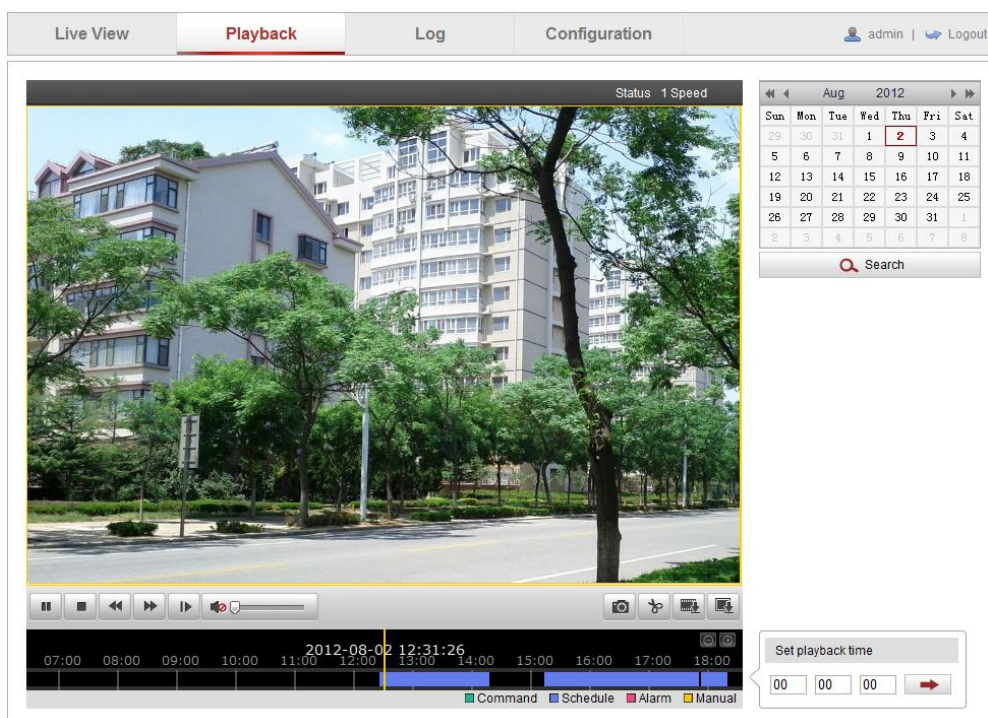 Live View Playback Log Configuration admin | Logout
Status 1 Speed
Aug 2012
Sun Mon Tue Wed Thu Fri Sat
29 30 31 1 2 3 4
5 6 7 8 9 10 11
12 13 14 15 16 17 18
19 20 21 22 23 24 25
26 27 28 29 30 31 1
2 3 4 5 6 7 8
Search
2012-08-02 12:31:26
07:00 08:00 09:00 10:00 11:00 12:00 13:00 14:00 15:00 16:00 17:00 18:00
Command Schedule Alarm Manual
Set playback time
00 00 00